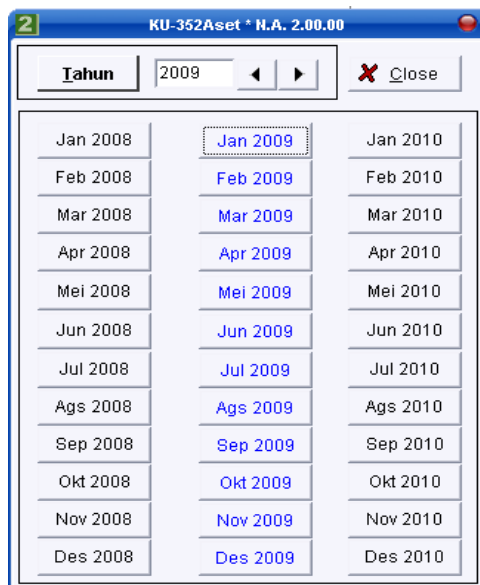 2 KU-352Aset * N.A. 2.00.00
Tahun 2009 Close
Jan 2008 Jan 2009 Jan 2010
Feb 2008 Feb 2009 Feb 2010
Mar 2008 Mar 2009 Mar 2010
Apr 2008 Apr 2009 Apr 2010
Mei 2008 Mei 2009 Mei 2010
Jun 2008 Jun 2009 Jun 2010
Jul 2008 Jul 2009 Jul 2010
Ags 2008 Ags 2009 Ags 2010
Sep 2008 Sep 2009 Sep 2010
Okt 2008 Okt 2009 Okt 2010
Nov 2008 Nov 2009 Nov 2010
Des 2008 Des 2009 Des 2010